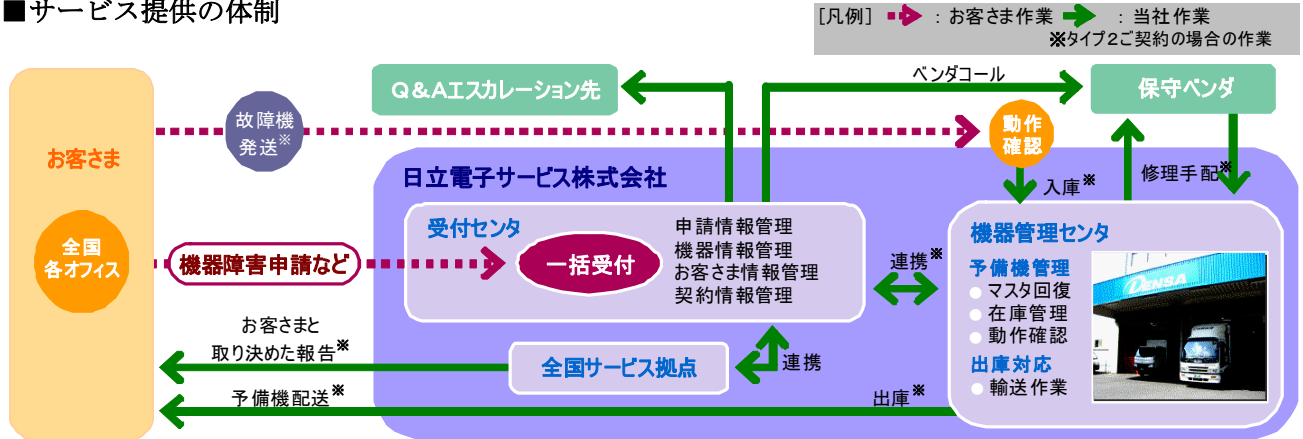 ■サービス提供の体制
[凡例] : お客さま作業 : 当社作業
※タイプ2ご契約の場合の作業
お客さま
全国
各オフィス
故障機
発送※
Q&Aエスカレーション先
ベンダコール
保守ベンダ
動作
確認
入庫※
修理手配※
日立電子サービス株式会社
機器障害申請など
受付センタ
一括受付
申請情報管理
機器情報管理
お客さま情報管理
契約情報管理
連携※
機器管理センタ
予備機管理
●マスタ回復
●在庫管理
●動作確認
出庫対応
●輸送作業
DENSA
お客さまと
取り決めた報告※
全国サービス拠点
連携
予備機配送※
出庫※